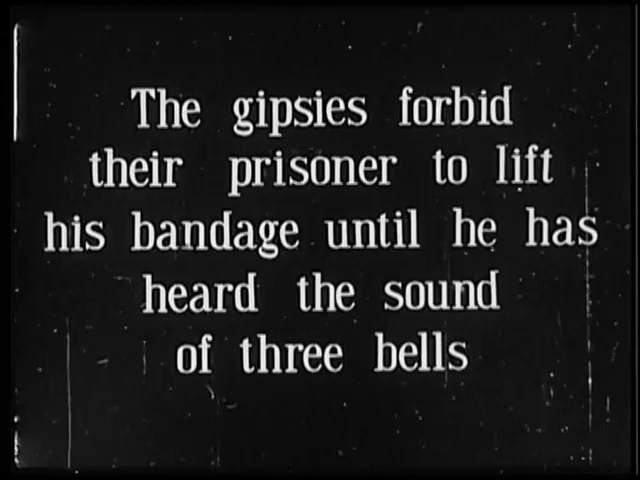 The gipsies forbid
their prisoner to lift
his bandage until he has
heard the sound
of three bells